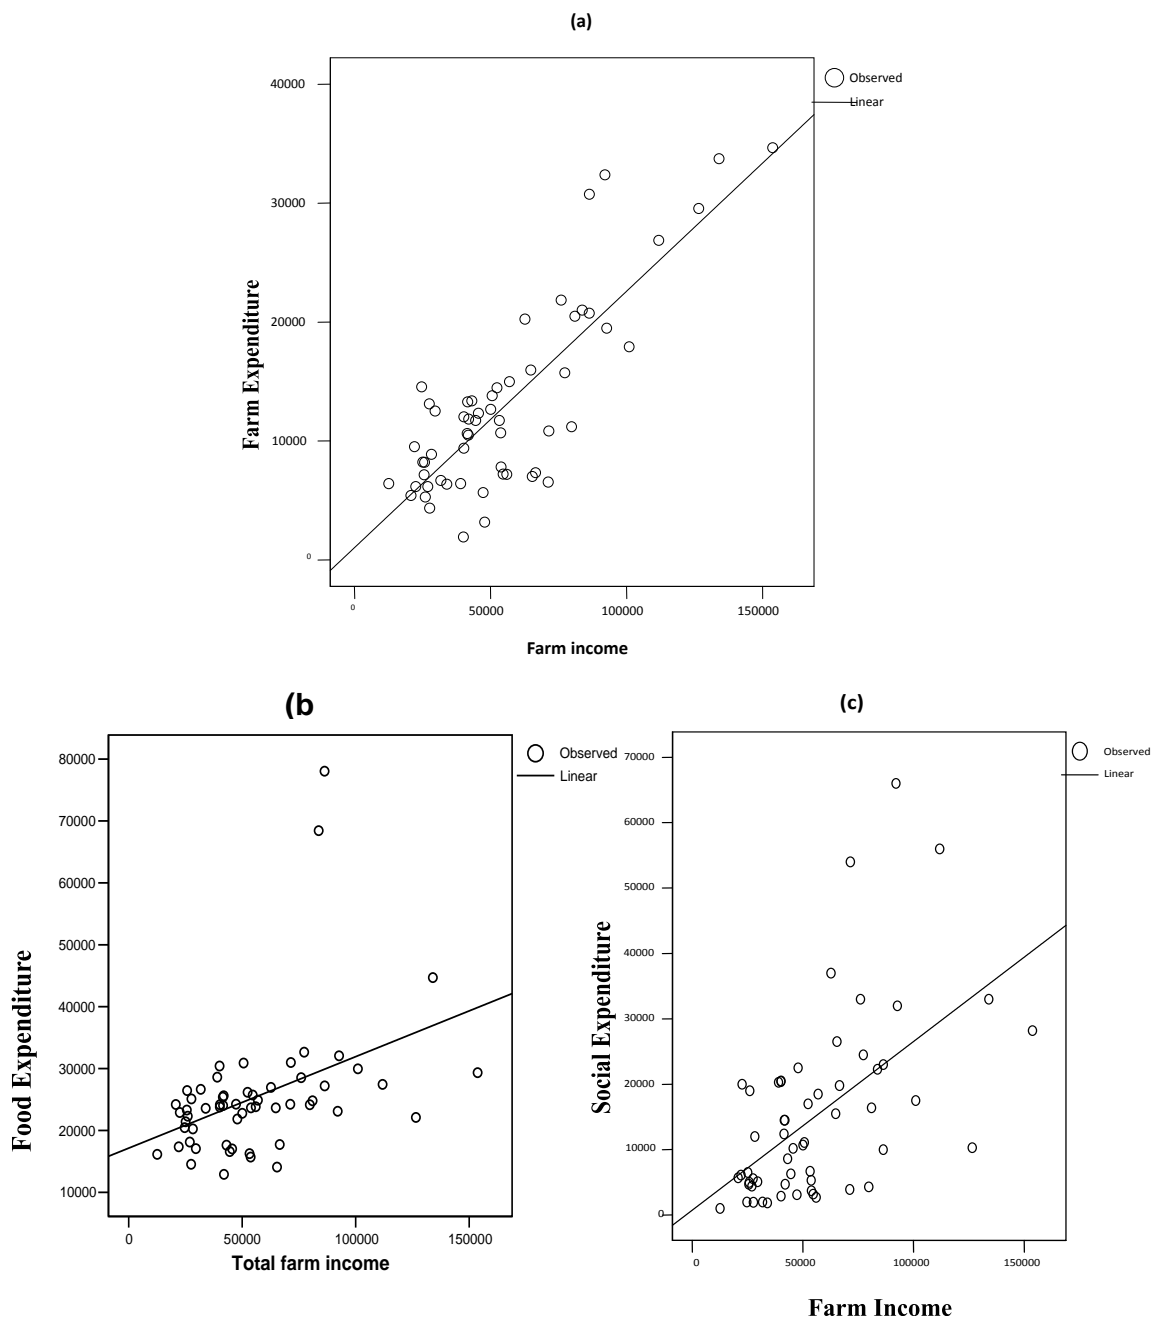 (a)
40000
30000
20000
10000
0
Farm Expenditure
0
50000
100000
150000
Farm income
Observed
Linear
(b
80000
70000
60000
50000
40000
30000
20000
10000
Food Expenditure
0
50000
100000
150000
Total farm income
Observed
Linear
(c)
70000
60000
50000
40000
30000
20000
10000
0
Social Expenditure
0
50000
100000
150000
Farm Income
Observed
Linear